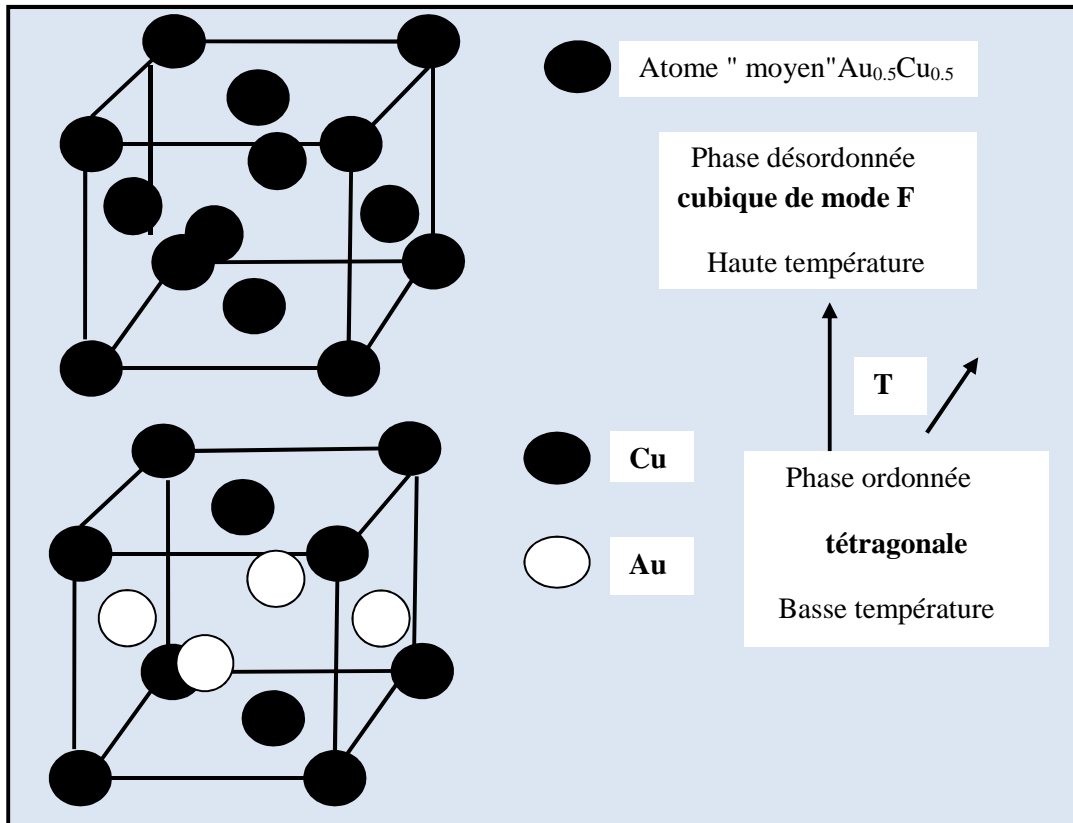 Atome " moyen"Au₀.₅Cu₀.₅
Phase désordonnée
cubique de mode F
Haute température
T
Cu
Au
Phase ordonnée
tétragonale
Basse température